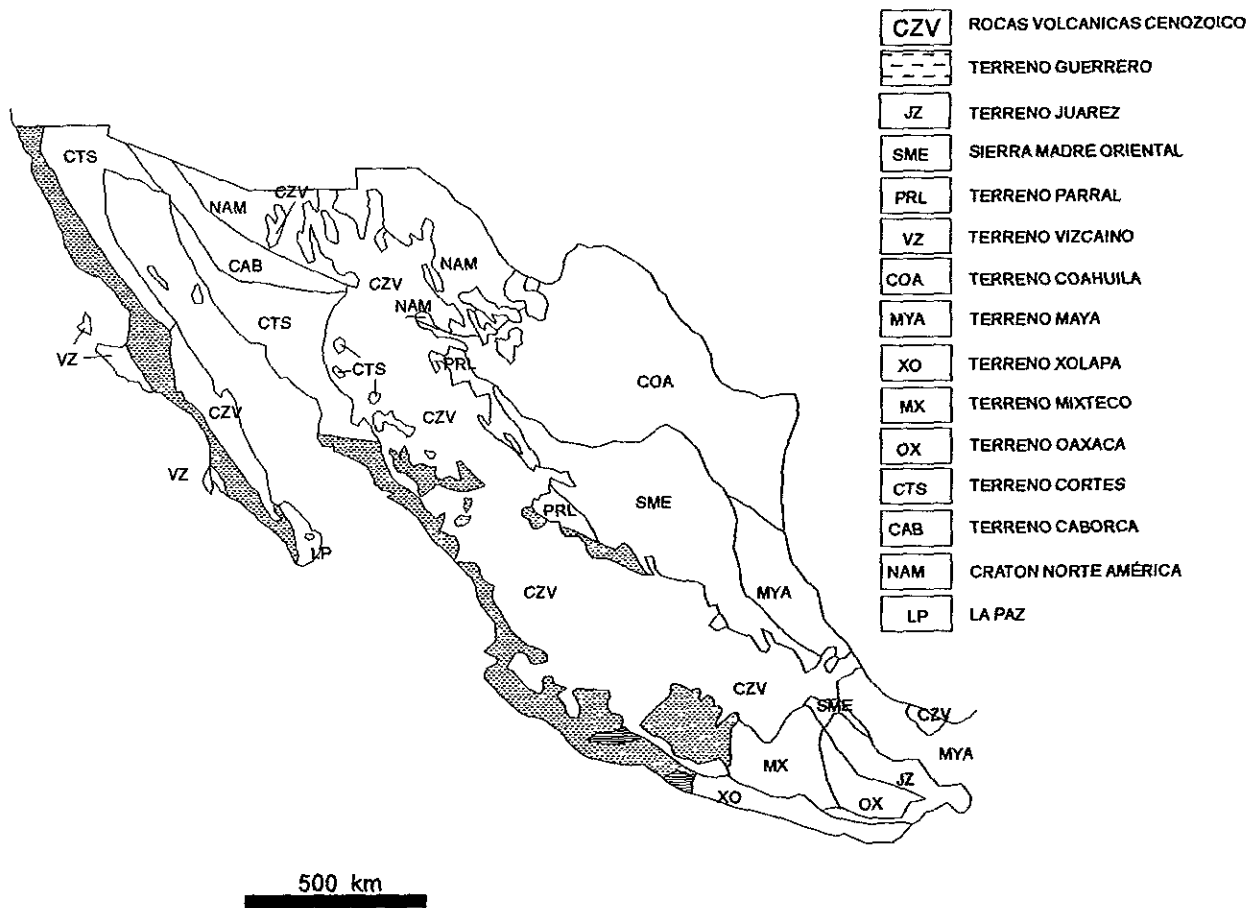 CZV ROCAS VOLCANICAS CENOZOICO
TERRENO GUERRERO
JZ TERRENO JUAREZ
SME SIERRA MADRE ORIENTAL
PRL TERRENO PARRAL
VZ TERRENO VIZCAINO
COA TERRENO COAHUILA
MYA TERRENO MAYA
XO TERRENO XOLAPA
MX TERRENO MIXTECO
OX TERRENO OAXACA
CTS TERRENO CORTES
CAB TERRENO CABORCA
NAM CRATON NORTE AMÉRICA
LP LA PAZ
CTS
CZV
NAM
CAB
NAM
CZV
NAM
CTS
VZ
CTS
PRL
COA
CZV
CZV
VZ
SME
PRL
LP
CZV
MYA
CZV
SME
CZV
MYA
MX
JZ
XO
OX
500 km